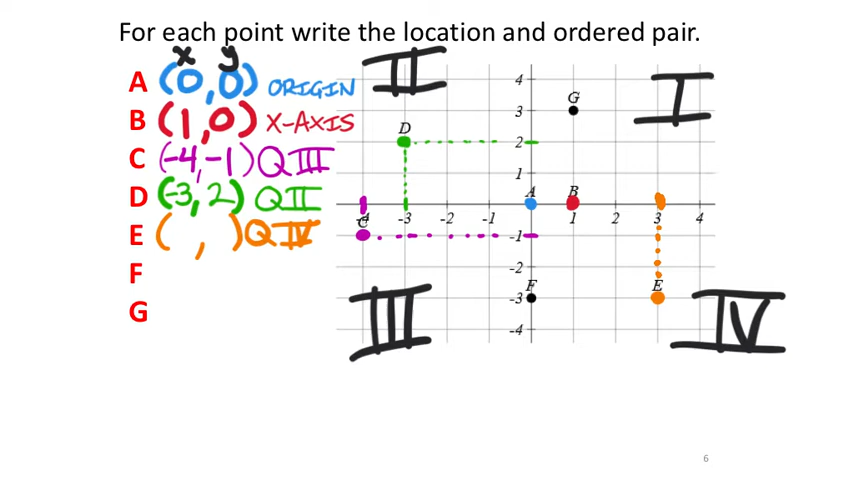 For each point write the location and ordered pair.
x y
A (0,0) ORIGIN
B (1,0) X-AXIS
C (-4,-1) QIII
D (-3,2) QII
E ( , ) QIV
F
G
II
I
III
IV
4
G
3
D
2
1
A B
-4 -3 -2 -1 1 2 3 4
C
-1
-2
F E
-3
-4
6